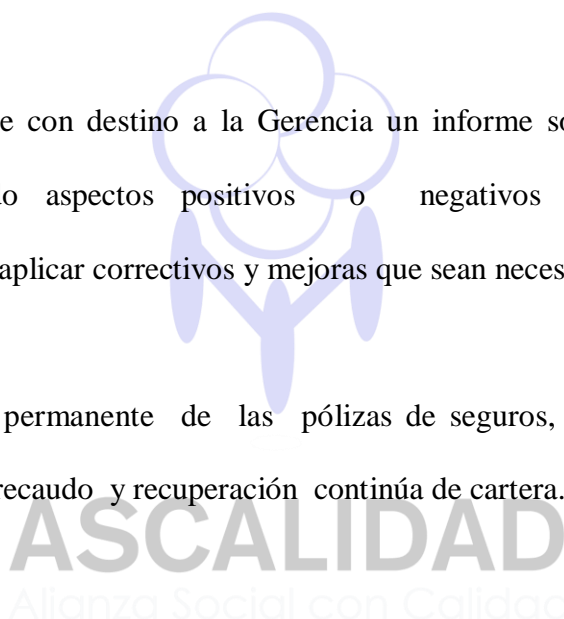 e con destino a la Gerencia un informe so
o aspectos positivos o negativos
aplicar correctivos y mejoras que sean neces
permanente de las pólizas de seguros,
recaudo y recuperación continúa de cartera.
ASCALIDAD
Alianza Social con Calidad